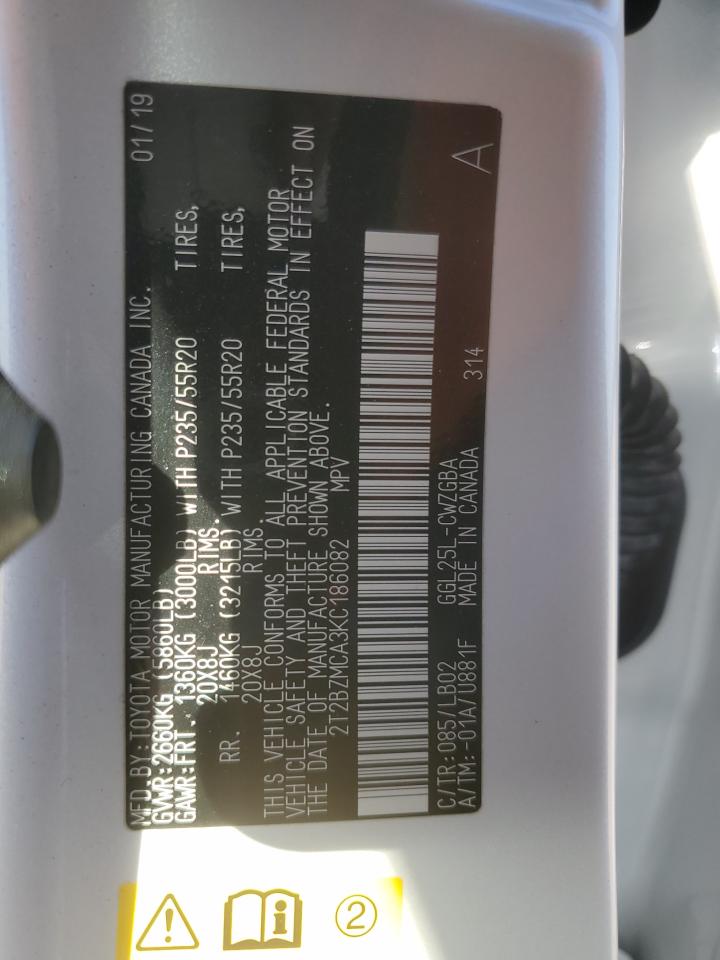 MFD.BY:TOYOTA MOTOR MANUFACTURING CANADA INC. 01/19
GVWR:2660KG (5860LB)
GAWR:FRT. 1360KG (3000LB) WITH P235/55R20 TIRES,
20X8J RIMS.
RR. 1460KG (3215LB) WITH P235/55R20 TIRES,
20X8J RIMS.
THIS VEHICLE CONFORMS TO ALL APPLICABLE FEDERAL MOTOR
VEHICLE SAFETY AND THEFT PREVENTION STANDARDS IN EFFECT ON
THE DATE OF MANUFACTURE SHOWN ABOVE.
2T2BZMCA3KC186082 MPV
C/TR:085/LB02 GGL25L-CWZGBA A
A/TM:-01A/U881F MADE IN CANADA 314
2